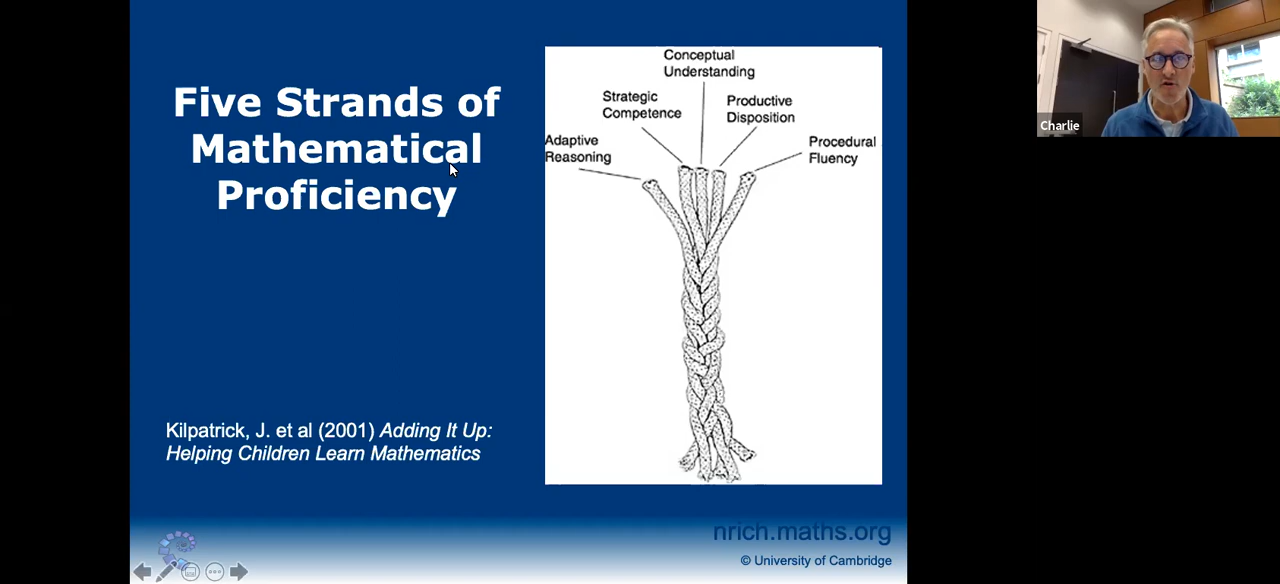 Five Strands of
Mathematical
Proficiency
Conceptual
Understanding
Strategic
Competence
Productive
Disposition
Adaptive
Reasoning
Procedural
Fluency
Kilpatrick, J. et al (2001) Adding It Up:
Helping Children Learn Mathematics
nrich.maths.org
© University of Cambridge
Charlie